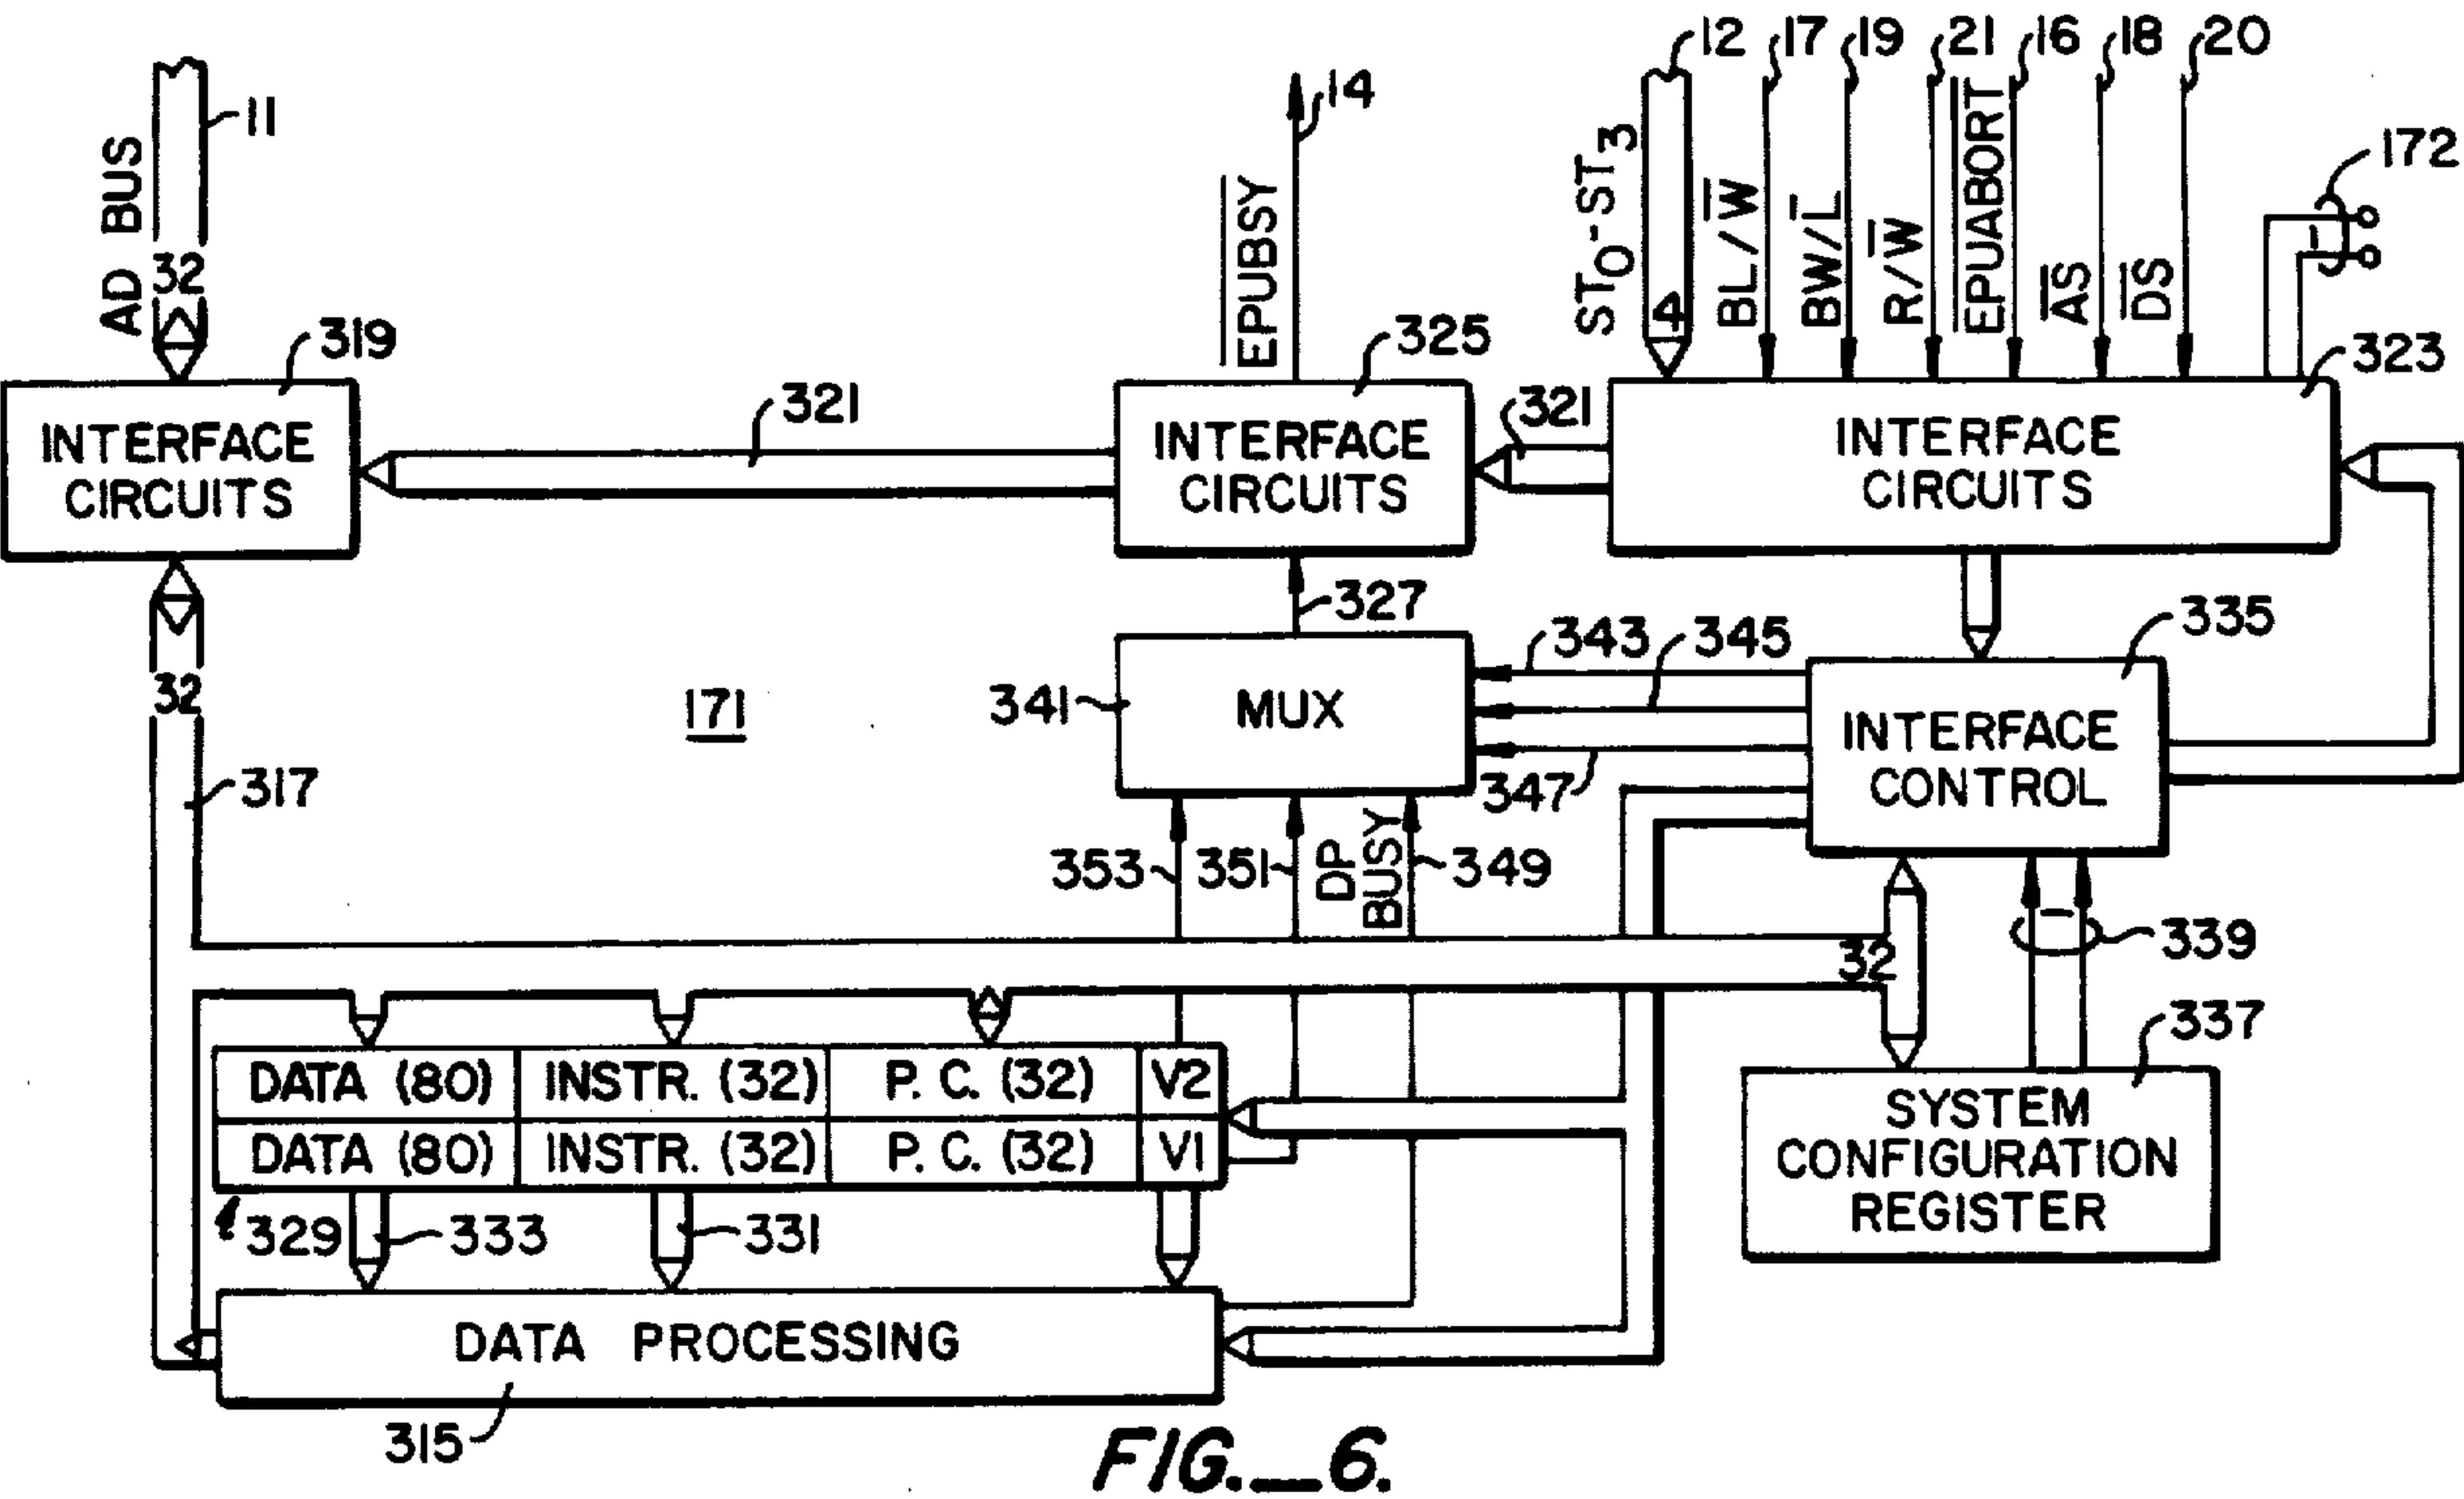 12 17 19 21 16 18 20
11
14
172
AD BUS
32
EPUBSY
ST0-ST3
4
BL/W
BW/L
R/W
EPUABORT
AS
DS
319
325
323
321
321
INTERFACE
CIRCUITS
INTERFACE
CIRCUITS
INTERFACE
CIRCUITS
327
335
343
345
32
341
MUX
171
INTERFACE
CONTROL
347
317
353
351
DP
BUSY
349
339
32
337
DATA (80) INSTR. (32) P. C. (32) V2
DATA (80) INSTR. (32) P. C. (32) V1
SYSTEM
CONFIGURATION
REGISTER
329
333
331
DATA PROCESSING
315
FIG._6.